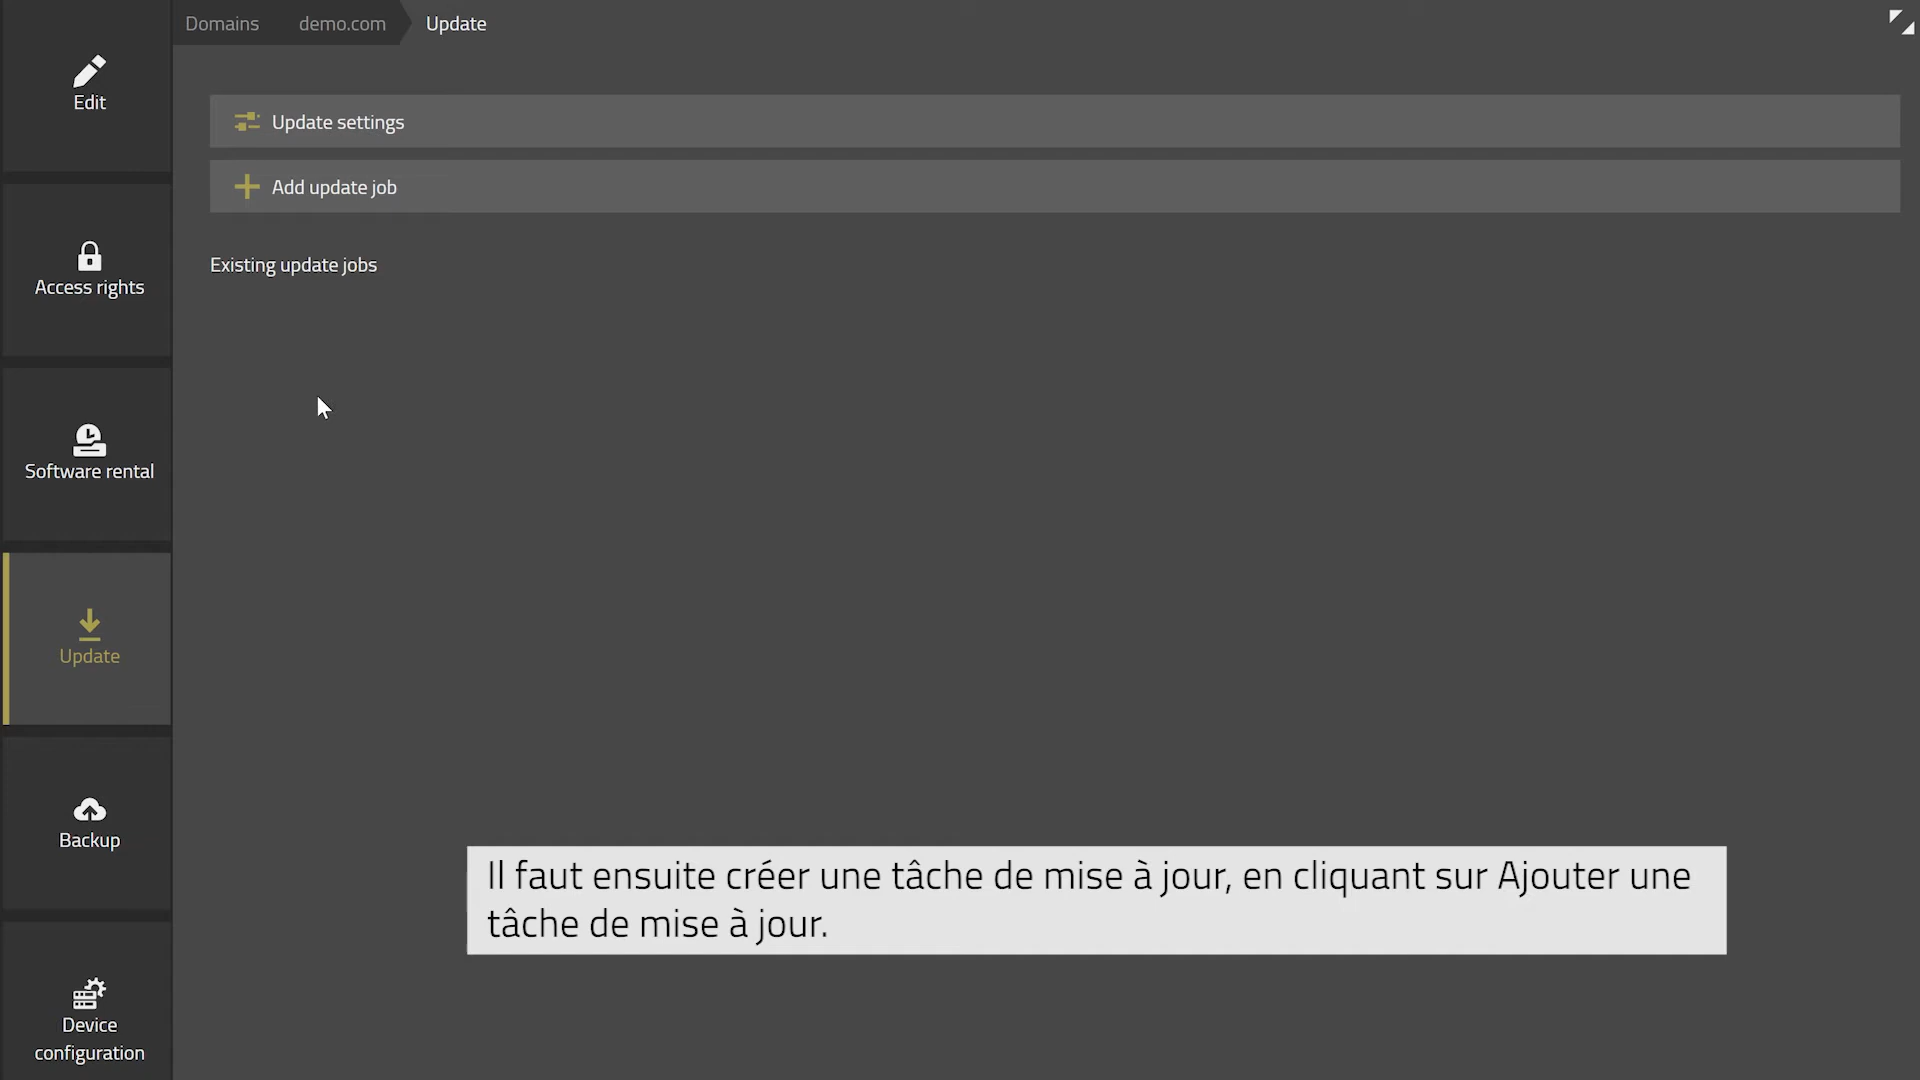 Domains demo.com Update
Edit
Update settings
Add update job
Access rights
Existing update jobs
Software rental
Update
Backup
Il faut ensuite créer une tâche de mise à jour, en cliquant sur Ajouter une
tâche de mise à jour.
Device
configuration